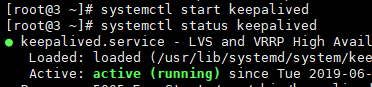 [root@3 ~]# systemctl start keepalived
[root@3 ~]# systemctl status keepalived
● keepalived.service - LVS and VRRP High Avai
Loaded: loaded (/usr/lib/systemd/system/kee
Active: active (running) since Tue 2019-06-